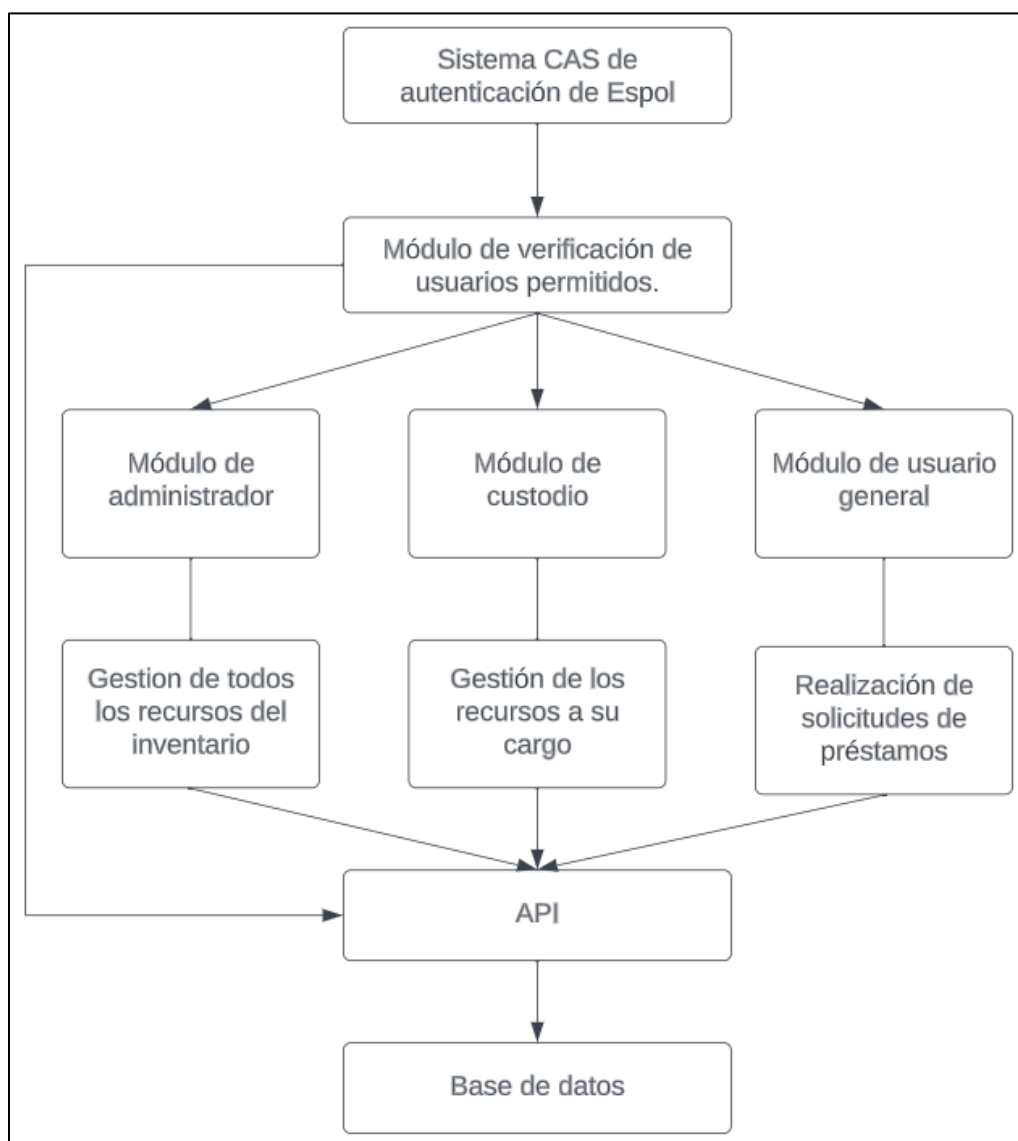 Sistema CAS de
autenticación de Espol
Módulo de verificación de
usuarios permitidos.
Módulo de
administrador
Módulo de
custodio
Módulo de usuario
general
Gestion de todos
los recursos del
inventario
Gestión de los
recursos a su
cargo
Realización de
solicitudes de
préstamos
API
Base de datos